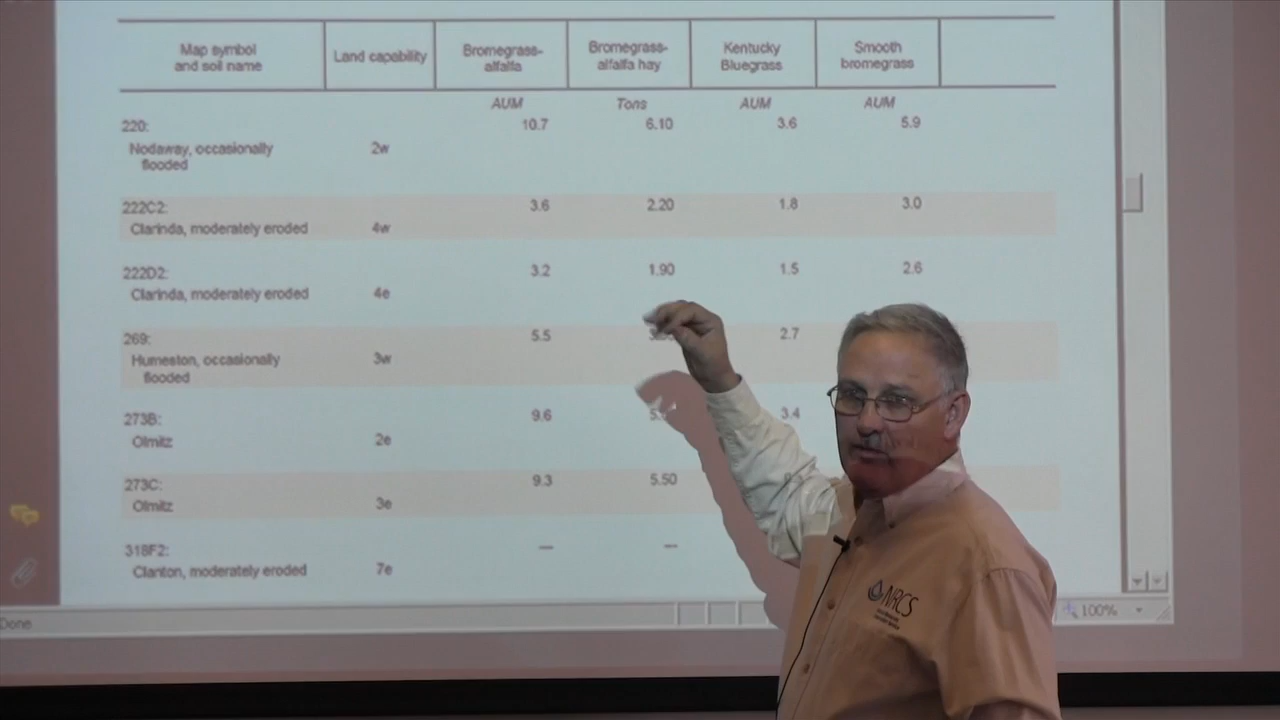 Map symbol and soil name Land capability Bromegrass-alfalfa Bromegrass-alfalfa hay Kentucky Bluegrass Smooth bromegrass
AUM Tons AUM AUM
220: 10.7 6.10 3.6 5.9
Nodaway, occasionally 2w
flooded
222C2: 3.6 2.20 1.8 3.0
Clarinda, moderately eroded 4w
222D2: 3.2 1.90 1.5 2.6
Clarinda, moderately eroded 4e
269: 5.5 2.7
Humeston, occasionally 3w
flooded
273B: 9.6 3.4
Olmitz 2e
273C: 9.3 5.50
Olmitz 3e
318F2: — —
Clanton, moderately eroded 7e
NRCS
Done 100%